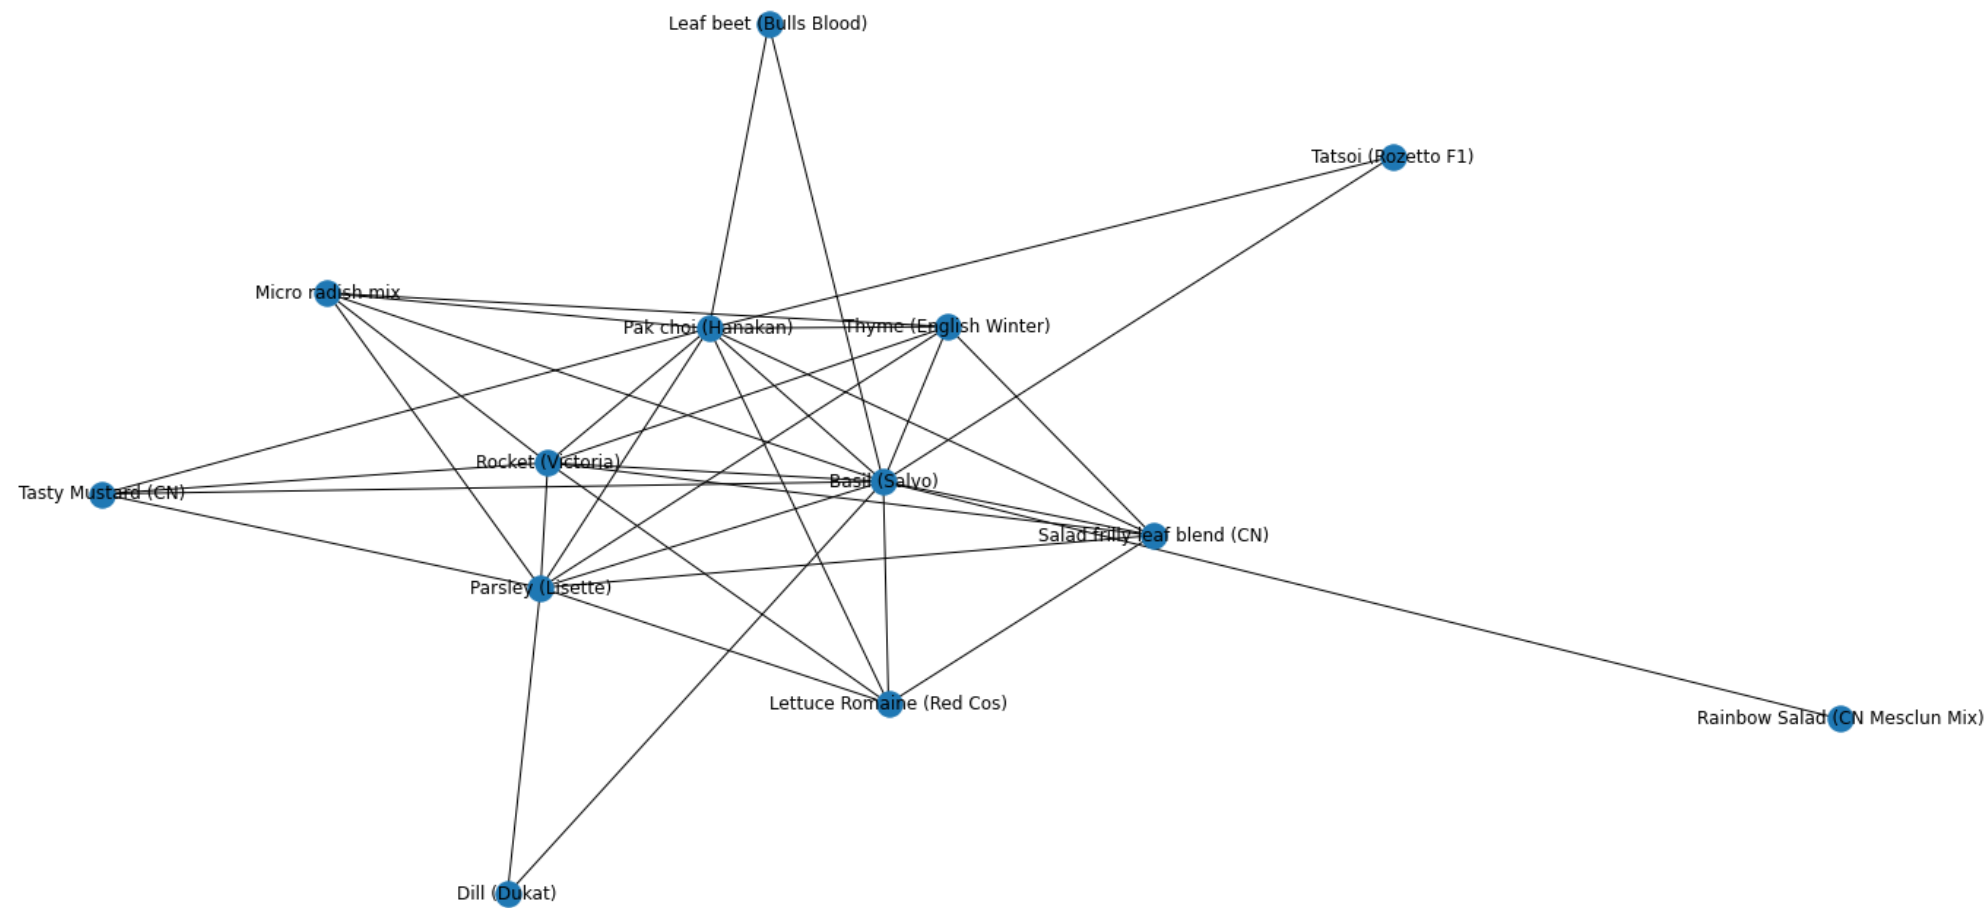 Leaf beet (Bulls Blood)
Tatsoi (Rozetto F1)
Micro radish mix
Pak choi (Hanakan)
Thyme (English Winter)
Rocket (Victoria)
Basil (Salvo)
Tasty Mustard (CN)
Salad frilly leaf blend (CN)
Parsley (Lisette)
Lettuce Romaine (Red Cos)
Rainbow Salad (CN Mesclun Mix)
Dill (Dukat)